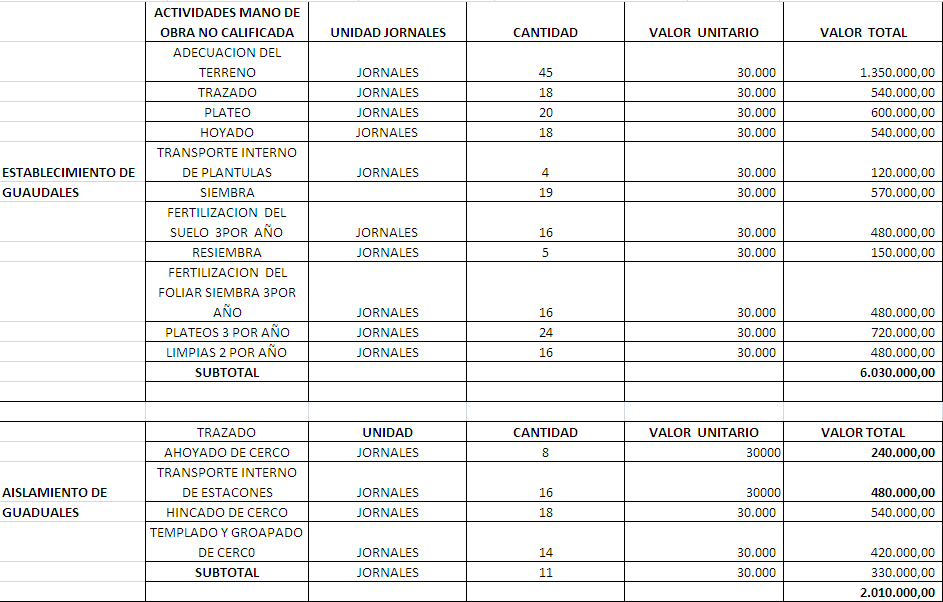 ACTIVIDADES MANO DE
OBRA NO CALIFICADA UNIDAD JORNALES CANTIDAD VALOR UNITARIO VALOR TOTAL
ADECUACION DEL
TERRENO JORNALES 45 30.000 1.350.000,00
TRAZADO JORNALES 18 30.000 540.000,00
PLATEO JORNALES 20 30.000 600.000,00
HOYADO JORNALES 18 30.000 540.000,00
TRANSPORTE INTERNO
ESTABLECIMIENTO DE DE PLANTULAS JORNALES 4 30.000 120.000,00
GUAUDALES SIEMBRA 19 30.000 570.000,00
FERTILIZACION DEL
SUELO 3POR AÑO JORNALES 16 30.000 480.000,00
RESIEMBRA JORNALES 5 30.000 150.000,00
FERTILIZACION DEL
FOLIAR SIEMBRA 3POR
AÑO JORNALES 16 30.000 480.000,00
PLATEOS 3 POR AÑO JORNALES 24 30.000 720.000,00
LIMPIAS 2 POR AÑO JORNALES 16 30.000 480.000,00
SUBTOTAL 6.030.000,00
TRAZADO UNIDAD CANTIDAD VALOR UNITARIO VALOR TOTAL
AHOYADO DE CERCO JORNALES 8 30000 240.000,00
TRANSPORTE INTERNO
AISLAMIENTO DE DE ESTACONES JORNALES 16 30000 480.000,00
GUADUALES HINCADO DE CERCO JORNALES 18 30.000 540.000,00
TEMPLADO Y GROAPADO
DE CERC0 JORNALES 14 30.000 420.000,00
SUBTOTAL JORNALES 11 30.000 330.000,00
2.010.000,00